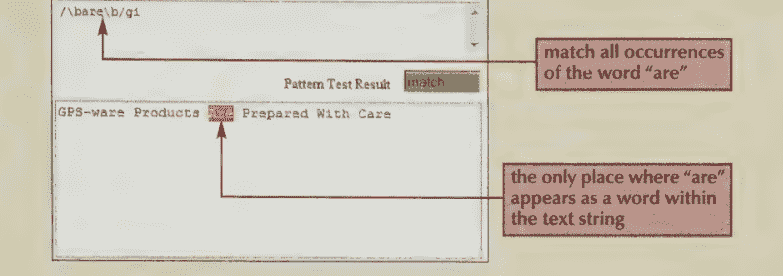 /\bare\b/gi
match all occurrences
of the word “are”
Pattern Test Result match
GPS-ware Products Prepared With Care
the only place where “are”
appears as a word within
the text string